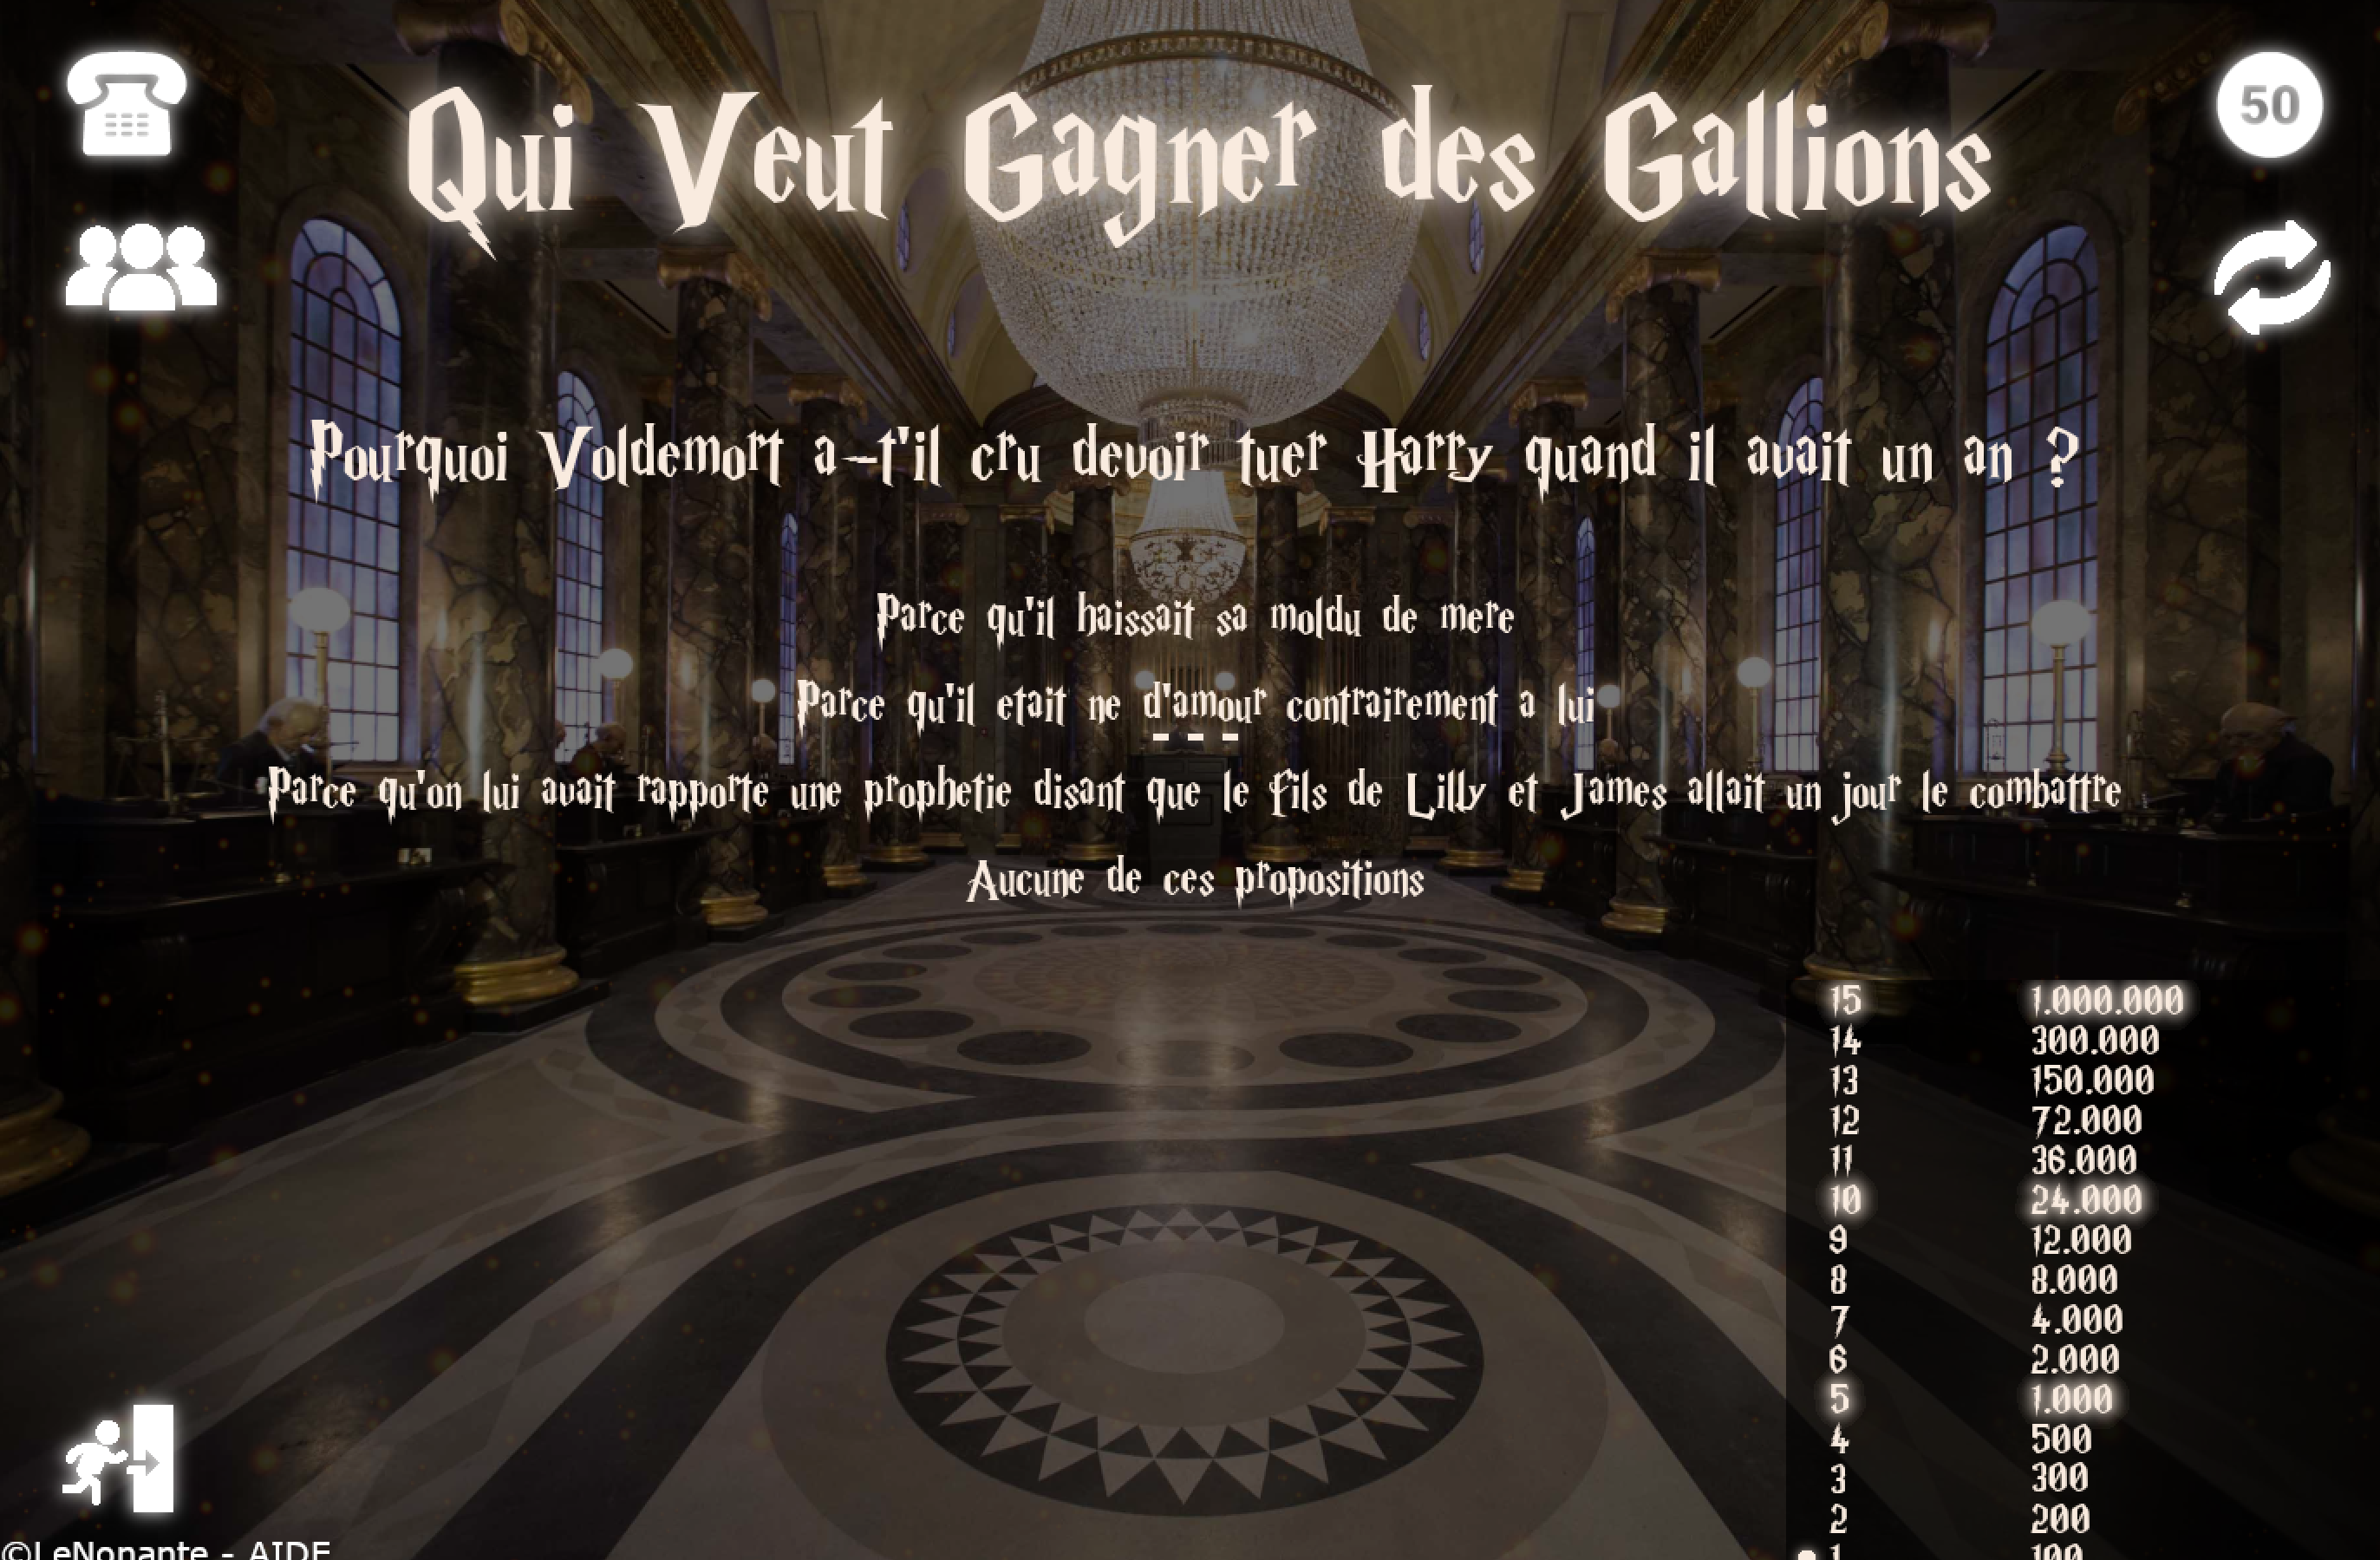 Qui Veut Gagner des Gallions
50
Pourquoi Voldemort a-t'il cru devoir tuer Harry quand il avait un an ?
Parce qu'il haissait sa moldu de mere
Parce qu'il etait ne d'amour contrairement a lui
---
Parce qu'on lui avait rapporte une prophetie disant que le fils de Lilly et James allait un jour le combattre
Aucune de ces propositions
15 1.000.000
14 300.000
13 150.000
12 72.000
11 36.000
10 24.000
9 12.000
8 8.000
7 4.000
6 2.000
5 1.000
4 500
3 300
2 200
1 100
©LeNonante - AIDE